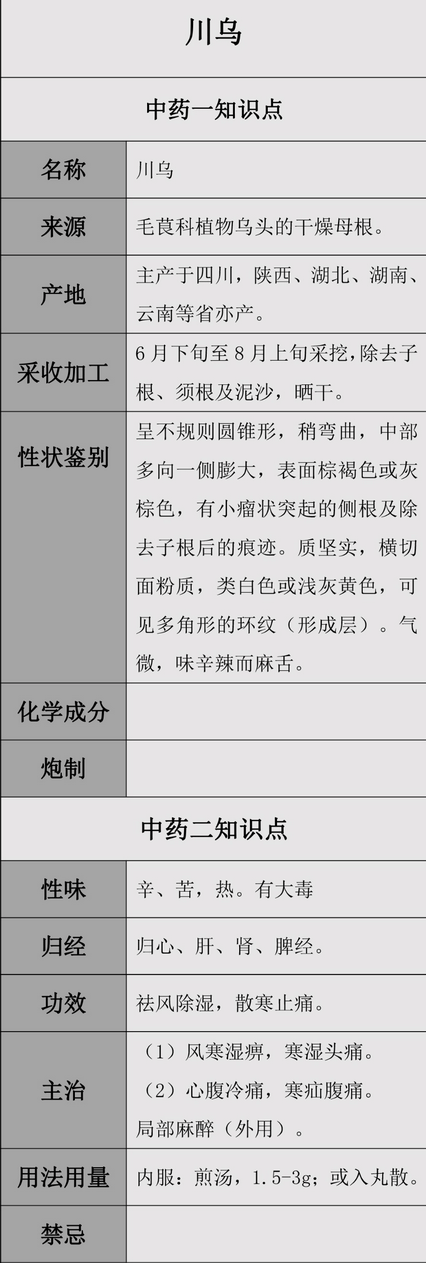 川乌
中药一知识点
名称
川乌
来源
毛茛科植物乌头的干燥母根。
产地
主产于四川，陕西、湖北、湖南、
云南等省亦产。
采收加工
6月下旬至8月上旬采挖，除去子
根、须根及泥沙，晒干。
性状鉴别
呈不规则圆锥形，稍弯曲，中部
多向一侧膨大，表面棕褐色或灰
棕色，有小瘤状突起的侧根及除
去子根后的痕迹。质坚实，横切
面粉质，类白色或浅灰黄色，可
见多角形的环纹（形成层）。气
微，味辛辣而麻舌。
化学成分
炮制
中药二知识点
性味
辛、苦，热。有大毒
归经
归心、肝、肾、脾经。
功效
祛风除湿，散寒止痛。
主治
（1）风寒湿痹，寒湿头痛。
（2）心腹冷痛，寒疝腹痛。
局部麻醉（外用）。
用法用量
内服：煎汤，1.5-3g；或入丸散。
禁忌